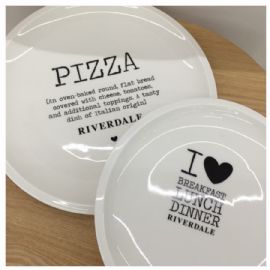 PIZZA
[An oven-baked round, flat bread
covered with cheese, tomatoes,
and additional toppings. A tasty
dish of Italian origin]
RIVERDALE
I ♥
BREAKFAST
LUNCH
DINNER
RIVERDALE